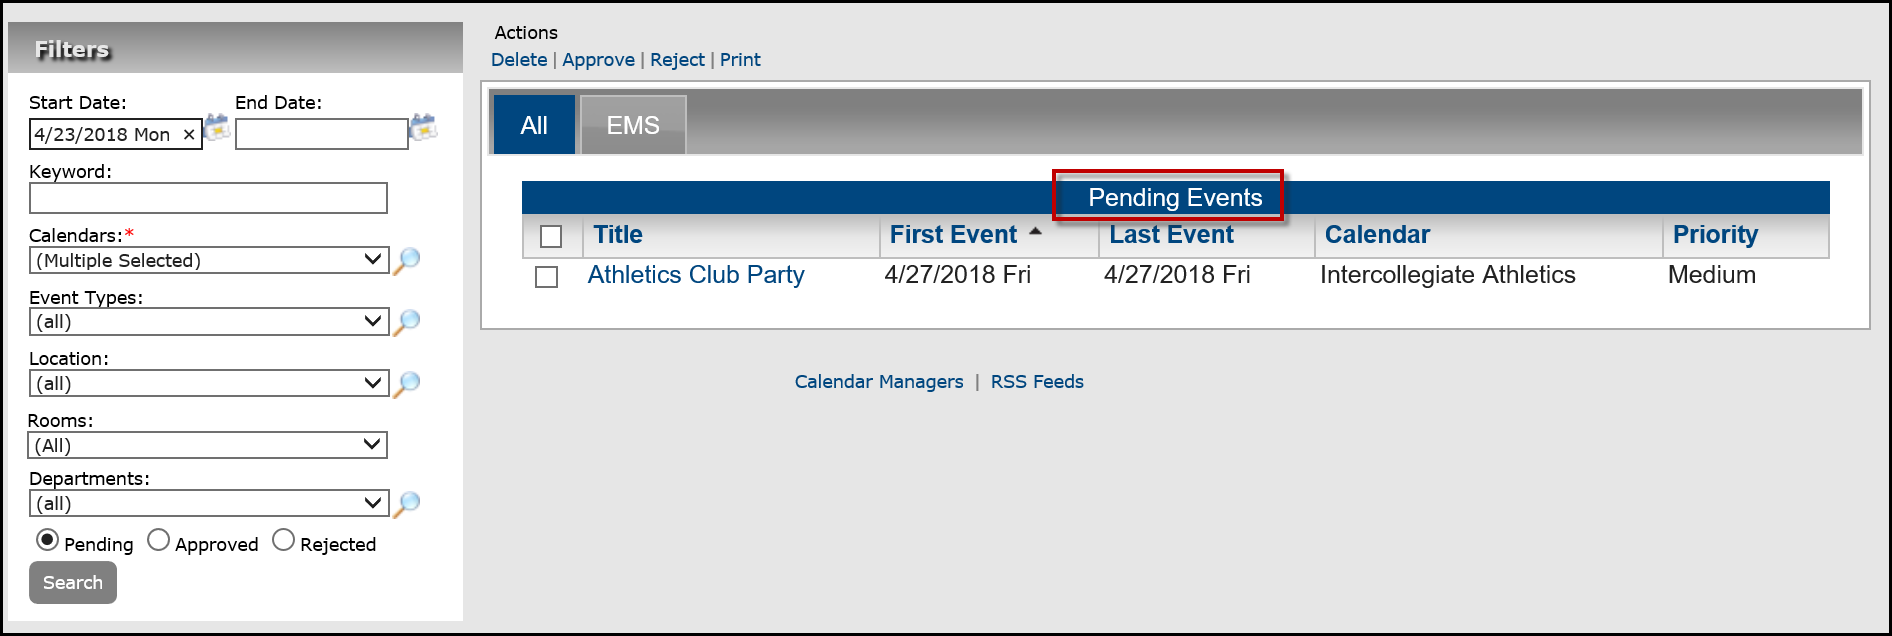 Filters
Start Date: End Date:
4/23/2018 Mon ×
Keyword:
Calendars:*
(Multiple Selected)
Event Types:
(all)
Location:
(all)
Rooms:
(All)
Departments:
(all)
Pending Approved Rejected
Search
Actions
Delete | Approve | Reject | Print
All EMS
Pending Events
Title First Event Last Event Calendar Priority
Athletics Club Party 4/27/2018 Fri 4/27/2018 Fri Intercollegiate Athletics Medium
Calendar Managers | RSS Feeds